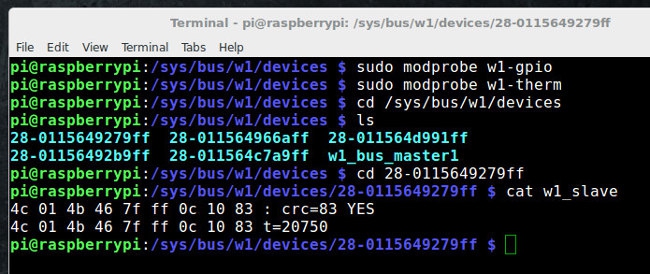 Terminal - pi@raspberrypi: /sys/bus/w1/devices/28-0115649279ff
File Edit View Terminal Tabs Help
pi@raspberrypi:/sys/bus/w1/devices $ sudo modprobe w1-gpio
pi@raspberrypi:/sys/bus/w1/devices $ sudo modprobe w1-therm
pi@raspberrypi:/sys/bus/w1/devices $ cd /sys/bus/w1/devices
pi@raspberrypi:/sys/bus/w1/devices $ ls
28-0115649279ff 28-011564966aff 28-011564d991ff
28-01156492b9ff 28-011564c7a9ff w1_bus_master1
pi@raspberrypi:/sys/bus/w1/devices $ cd 28-0115649279ff
pi@raspberrypi:/sys/bus/w1/devices/28-0115649279ff $ cat w1_slave
4c 01 4b 46 7f ff 0c 10 83 : crc=83 YES
4c 01 4b 46 7f ff 0c 10 83 t=20750
pi@raspberrypi:/sys/bus/w1/devices/28-0115649279ff $